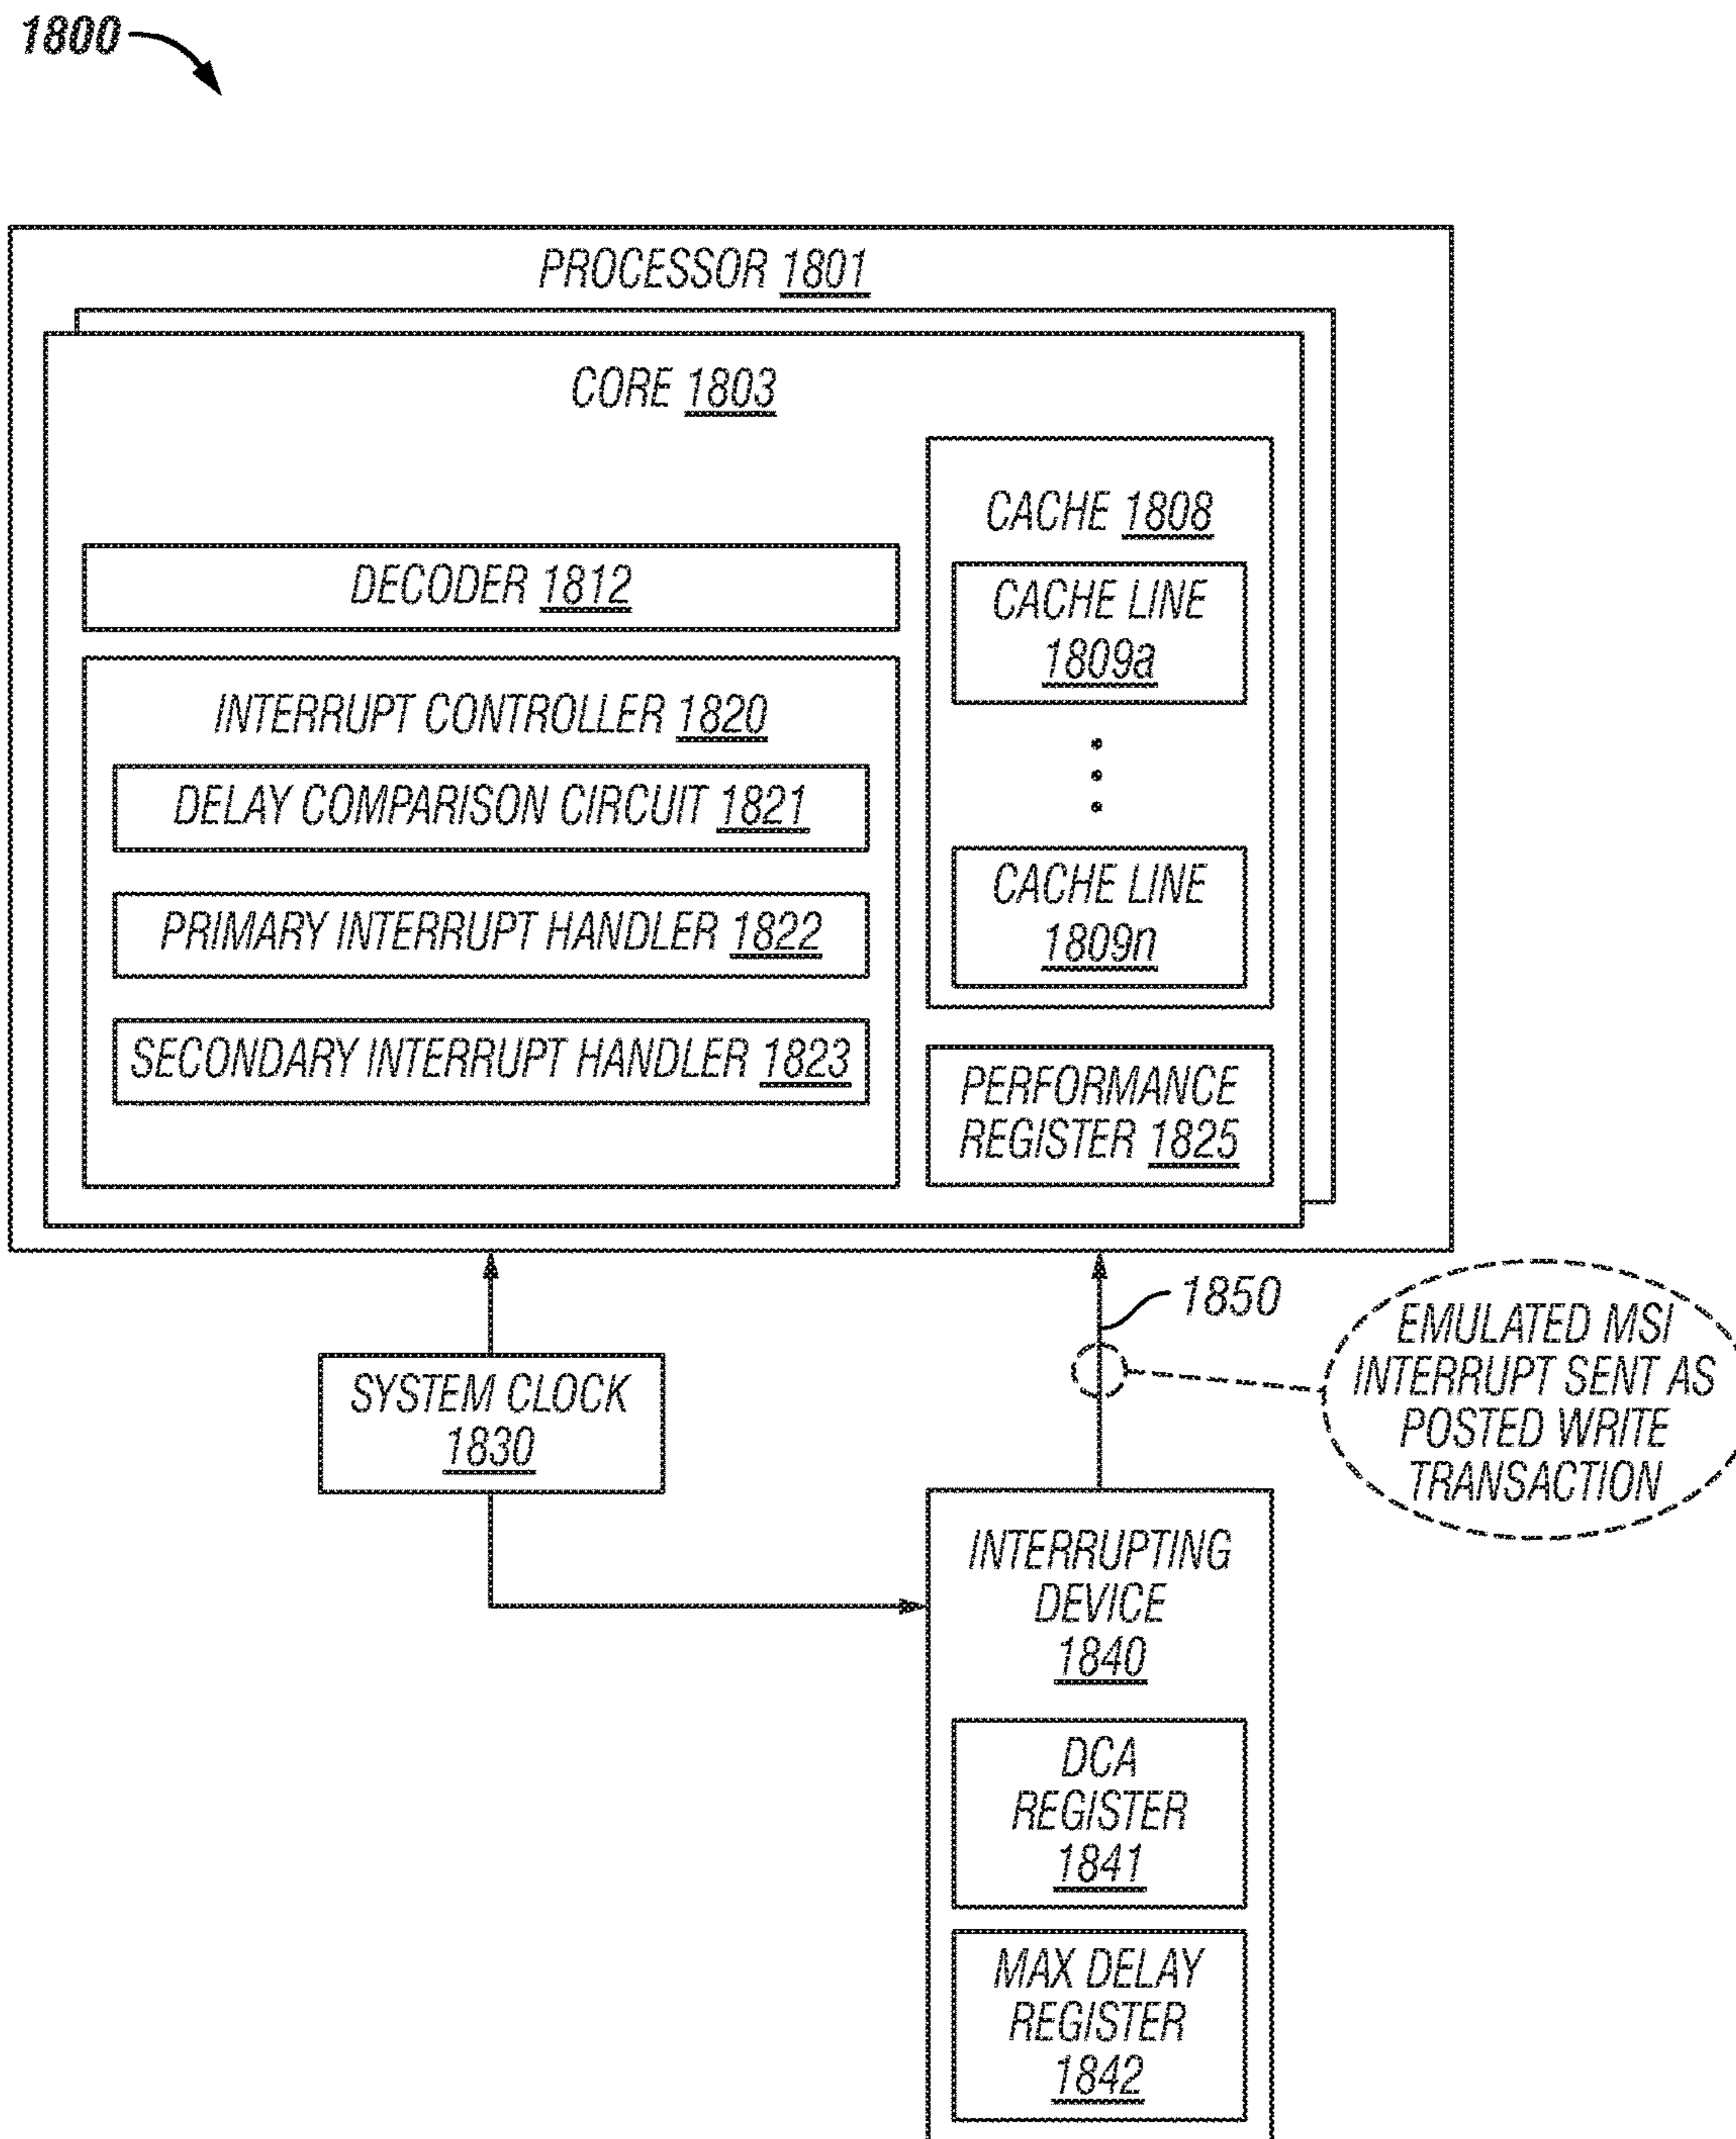 1800
PROCESSOR 1801
CORE 1803
DECODER 1812
INTERRUPT CONTROLLER 1820
DELAY COMPARISON CIRCUIT 1821
PRIMARY INTERRUPT HANDLER 1822
SECONDARY INTERRUPT HANDLER 1823
CACHE 1808
CACHE LINE
1809a
CACHE LINE
1809n
PERFORMANCE
REGISTER 1825
SYSTEM CLOCK
1830
1850
EMULATED MSI
INTERRUPT SENT AS
POSTED WRITE
TRANSACTION
INTERRUPTING
DEVICE
1840
DCA
REGISTER
1841
MAX DELAY
REGISTER
1842